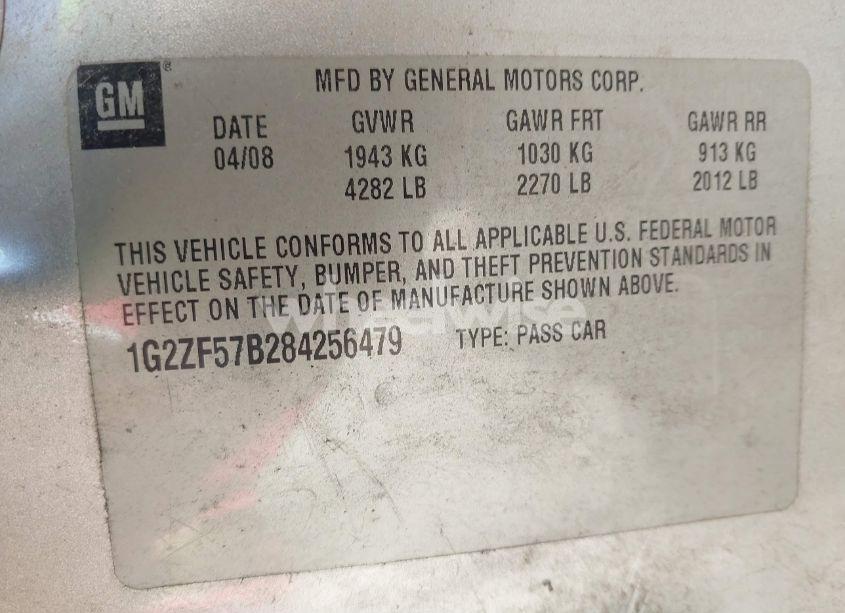 GM®
MFD BY GENERAL MOTORS CORP.
DATE GVWR GAWR FRT GAWR RR
04/08 1943 KG 1030 KG 913 KG
4282 LB 2270 LB 2012 LB
THIS VEHICLE CONFORMS TO ALL APPLICABLE U.S. FEDERAL MOTOR
VEHICLE SAFETY, BUMPER, AND THEFT PREVENTION STANDARDS IN
EFFECT ON THE DATE OF MANUFACTURE SHOWN ABOVE.
1G2ZF57B284256479 TYPE: PASS CAR